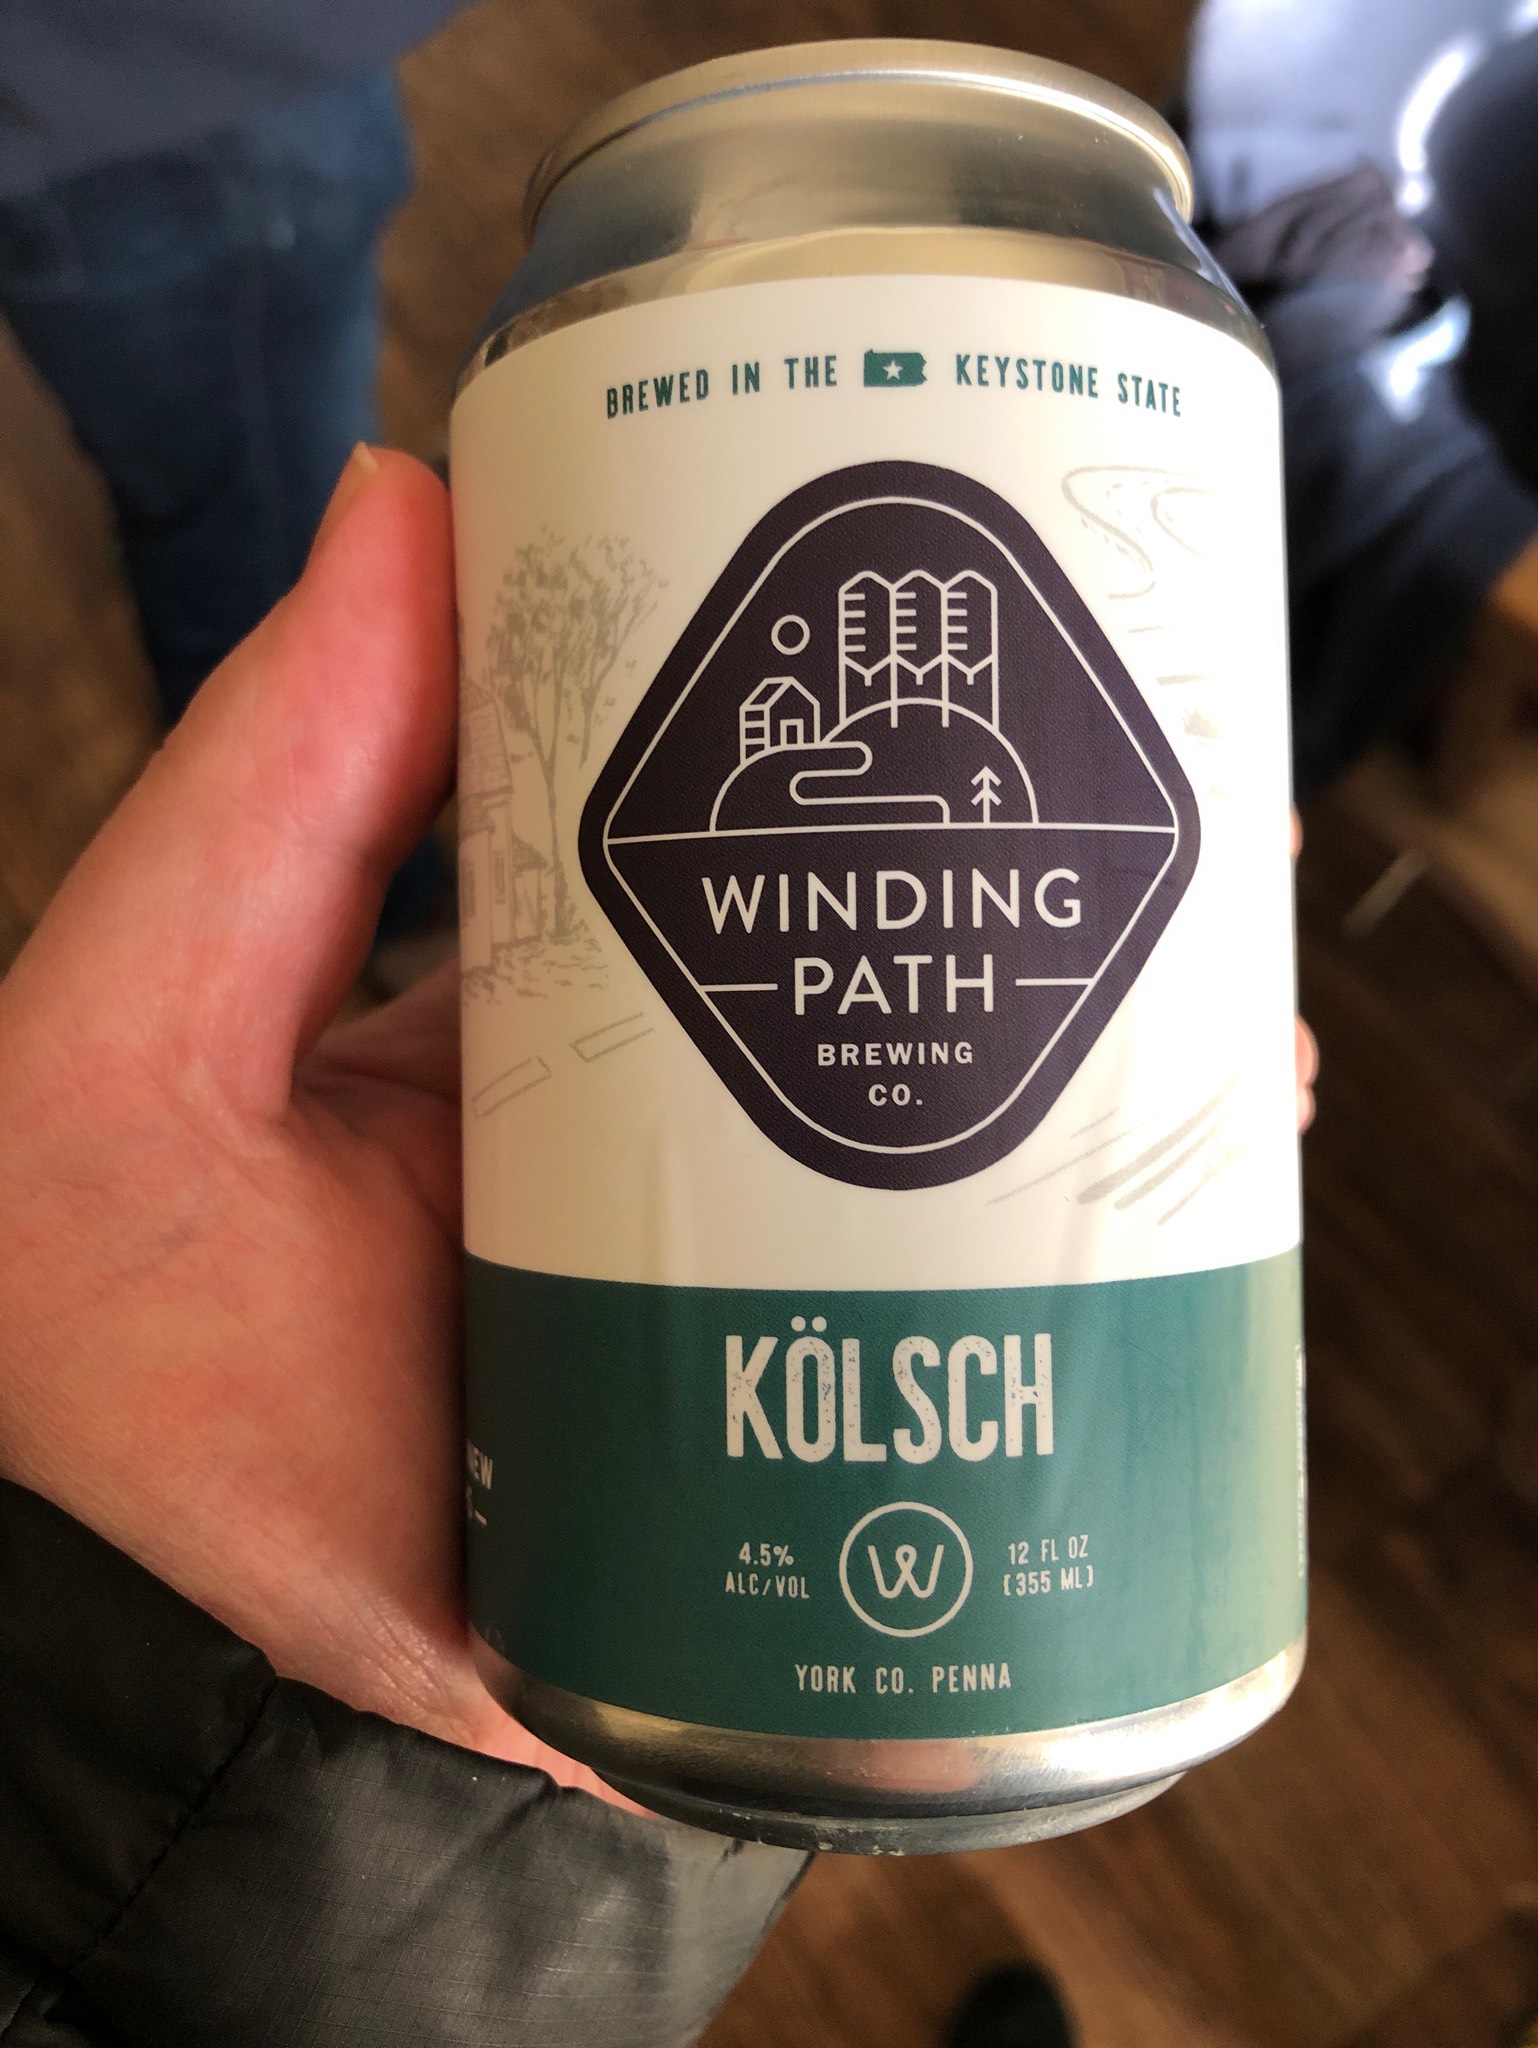 BREWED IN THE KEYSTONE STATE
WINDING
PATH
BREWING
CO.
KÖLSCH
4.5%
ALC/VOL
W
12 FL OZ
(355 ML)
YORK CO. PENNA